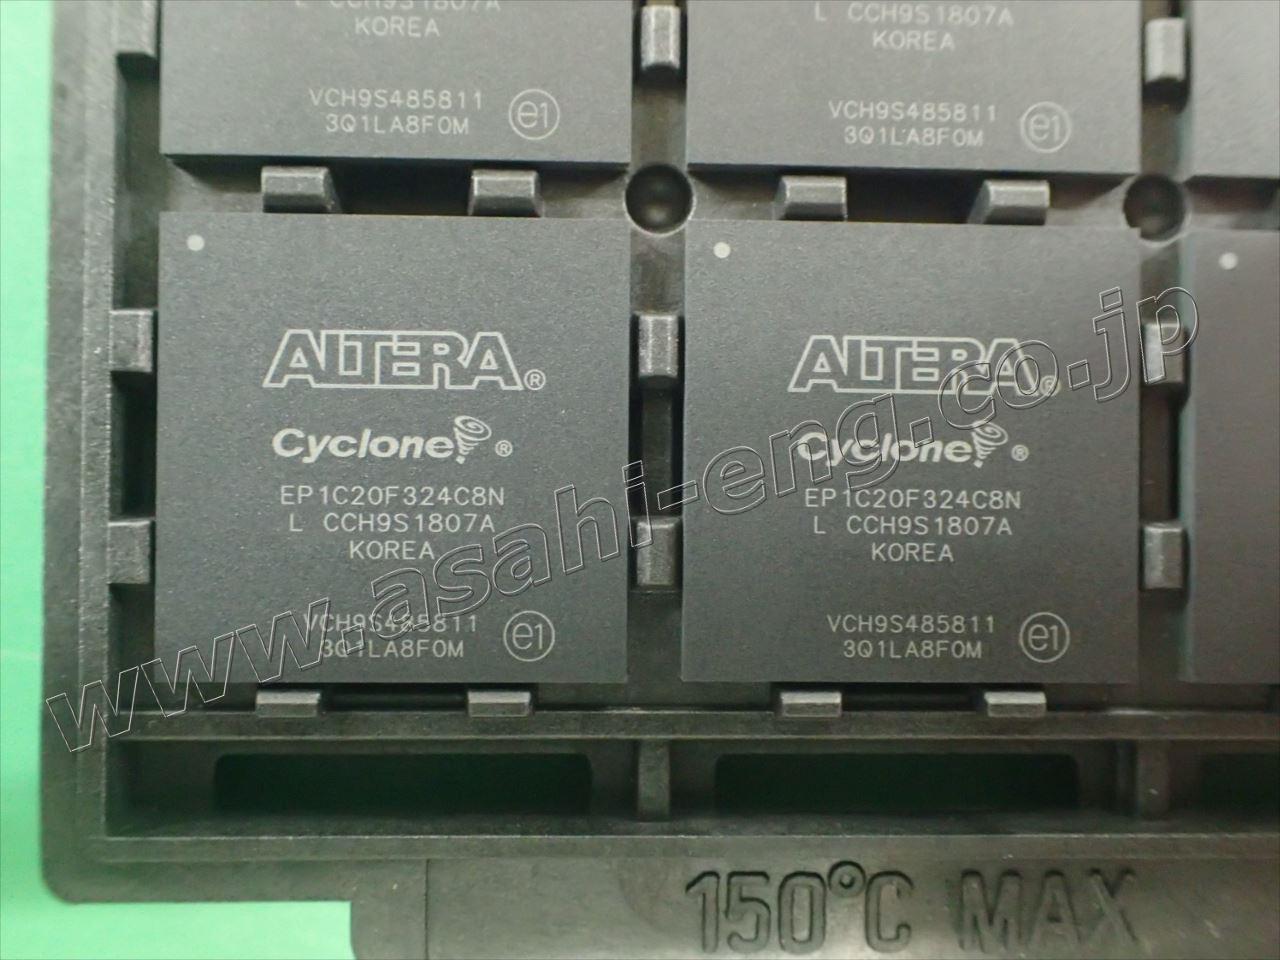 L CCH9S1807A
KOREA
VCH9S485811
3Q1LA8F0M
e1
L CCH9S1807A
KOREA
VCH9S485811
3Q1LA8F0M
e1
ALTERA®
Cyclone®
EP1C20F324C8N
L CCH9S1807A
KOREA
VCH9S485811
3Q1LA8F0M
e1
ALTERA®
Cyclone®
EP1C20F324C8N
L CCH9S1807A
KOREA
VCH9S485811
3Q1LA8F0M
e1
www.asahi-eng.co.jp
150°C MAX